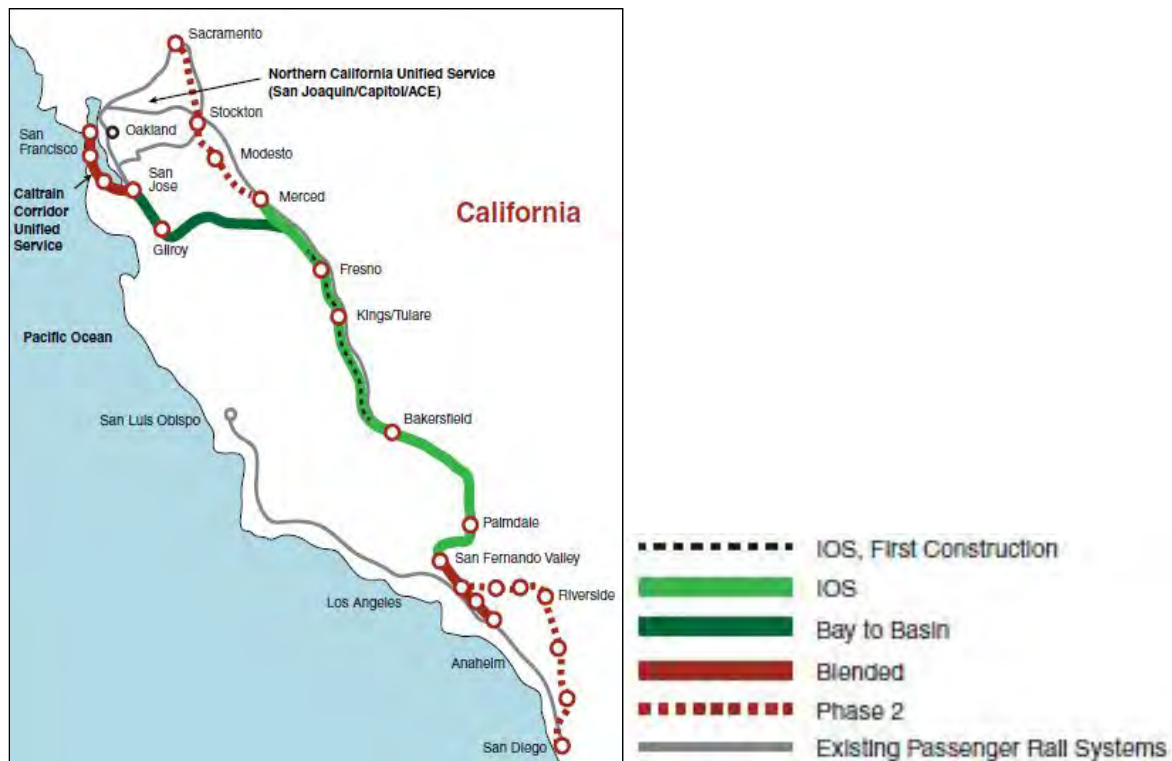 Sacramento
Northern California Unified Service
(San Joaquin/Capitol/ACE)
Stockton
Oakland
San
Francisco
Modesto
San
Jose
Merced
Caltrain
Corridor
Unified
Service
California
Gilroy
Fresno
Kings/Tulare
Pacific Ocean
San Luis Obispo
Bakersfield
Palmdale
San Fernando Valley
Los Angeles
Riverside
Anaheim
San Diego
IOS, First Construction
IOS
Bay to Basin
Blended
Phase 2
Existing Passenger Rail Systems